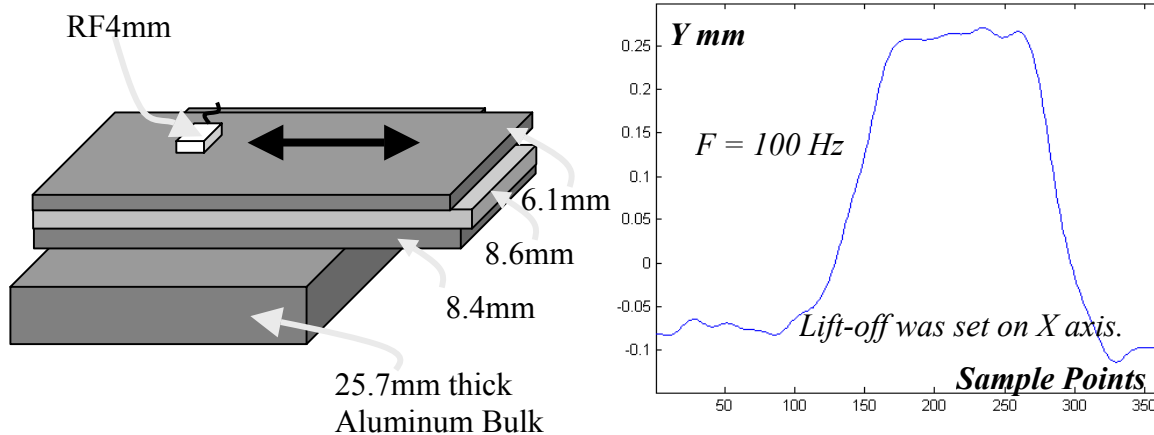 RF4mm
6.1mm
8.6mm
8.4mm
25.7mm thick
Aluminum Bulk
Y mm
0.25
0.2
0.15
0.1
0.05
0
-0.05
-0.1
F = 100 Hz
Lift-off was set on X axis.
Sample Points
50 100 150 200 250 300 350